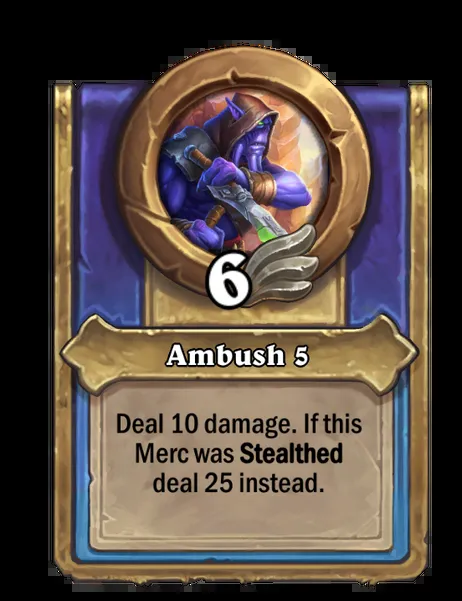 6
Ambush 5
Deal 10 damage. If this
Merc was Stealthed
deal 25 instead.